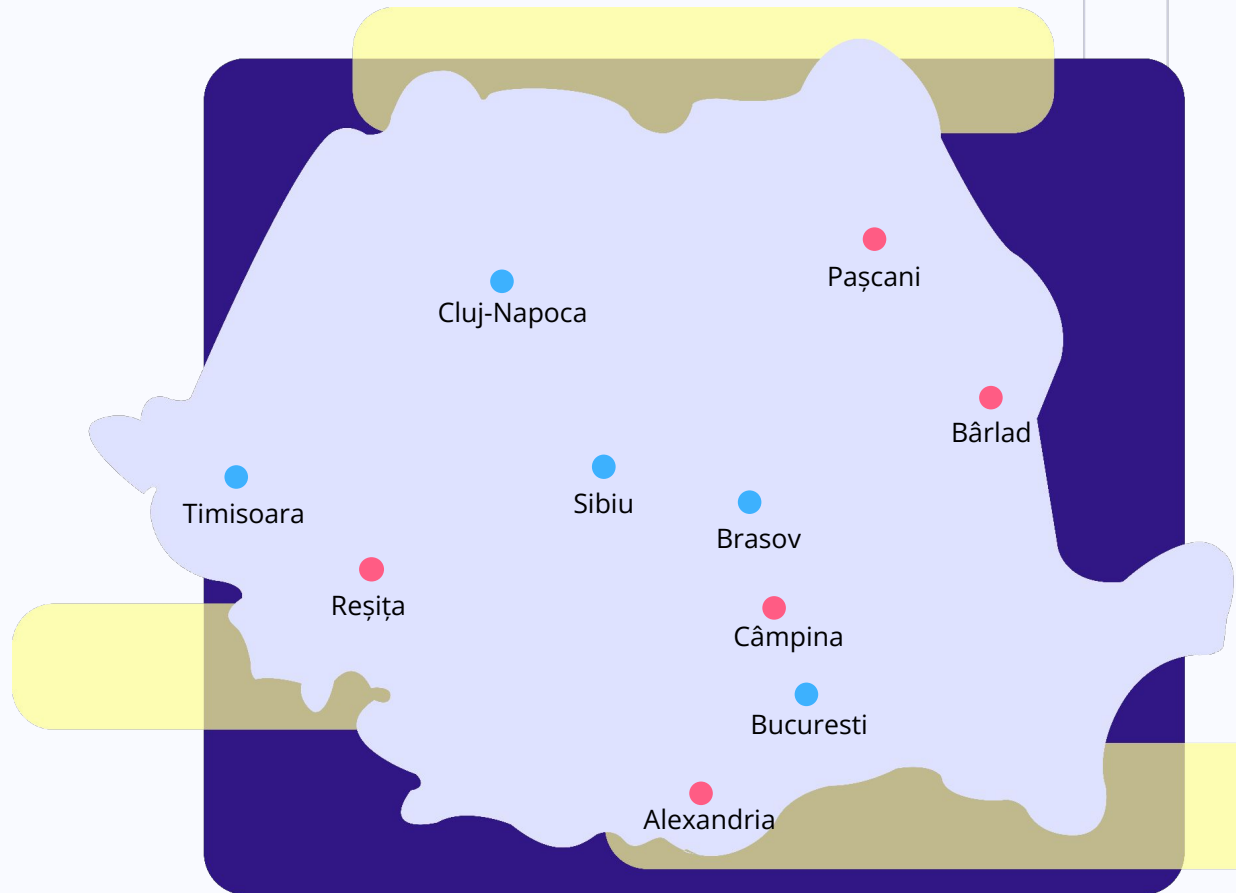 Pașcani
Cluj-Napoca
Bârlad
Timisoara
Sibiu
Brasov
Reșița
Câmpina
Bucuresti
Alexandria